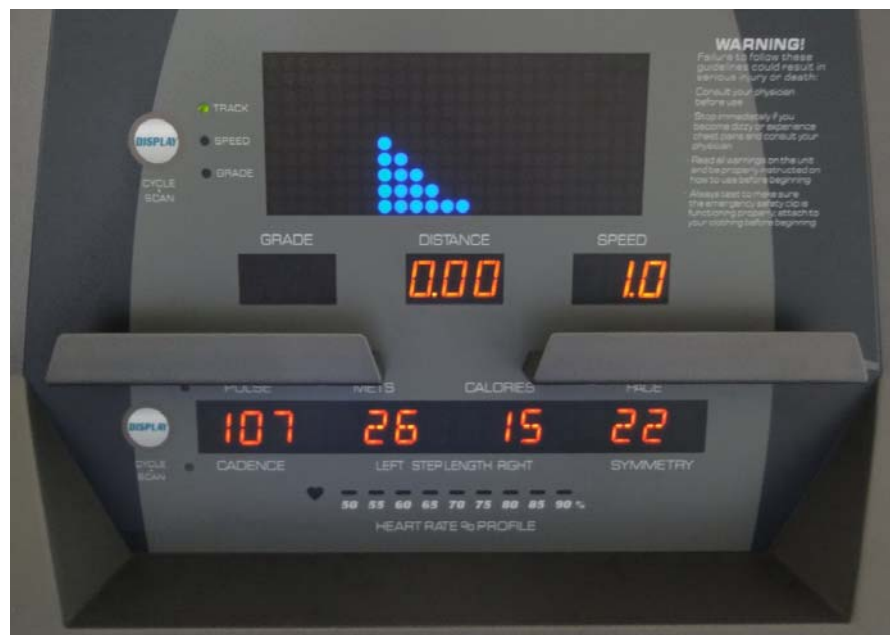 WARNING!
Failure to follow these
guidelines could result in
serious injury or death:
Consult your physician
before use
Stop immediately if you
become dizzy or experience
chest pains and consult your
physician
Read all warnings on the unit
and be properly instructed on
how to use before beginning
Always test to make sure
the emergency safety clip is
functioning properly, attach to
your clothing before beginning
TRACK
DISPLAY
SPEED
GRADE
CYCLE
SCAN
GRADE DISTANCE SPEED
0.00 1.0
PULSE METS CALORIES PACE
DISPLAY
107 26 15 22
CYCLE
SCAN
CADENCE LEFT STEP LENGTH RIGHT SYMMETRY
50 55 60 65 70 75 80 85 90 %
HEART RATE % PROFILE